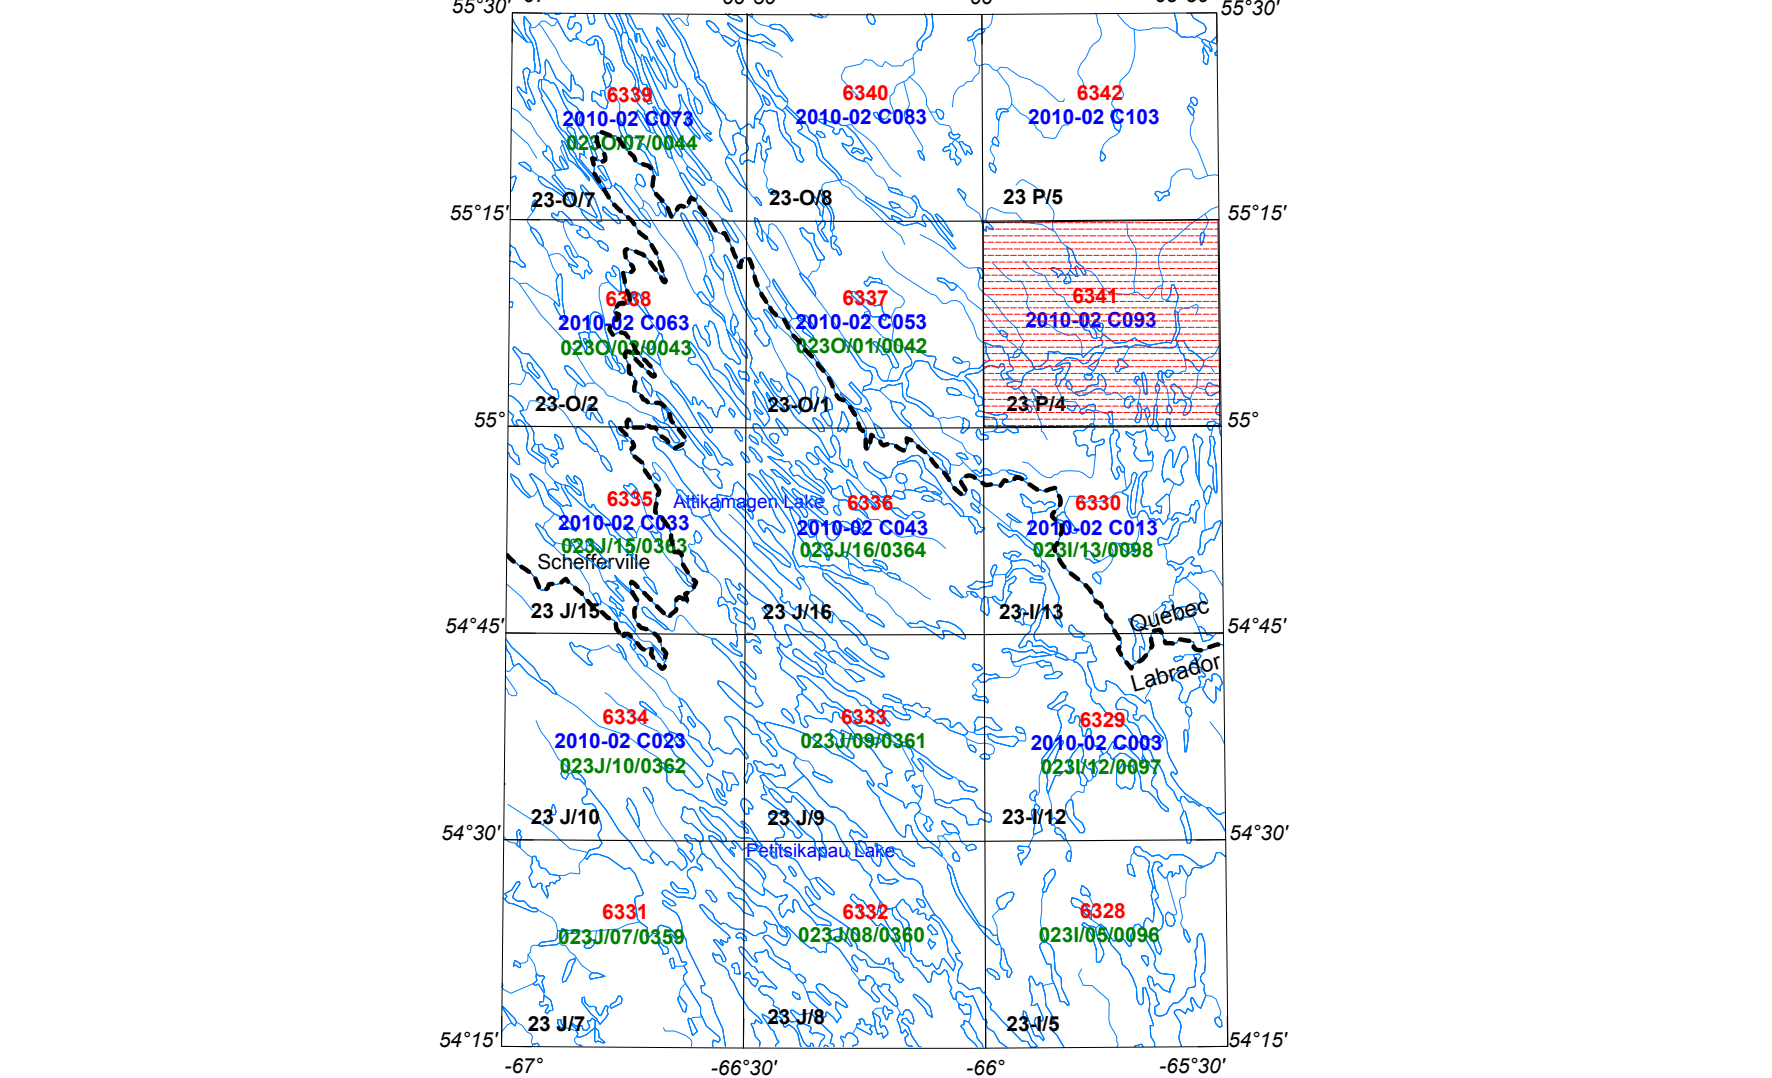 55°30'
55°30'
6339
2010-02 C073
023O/07/0044
23-O/7
6340
2010-02 C083
23-O/8
6342
2010-02 C103
23 P/5
55°15'
55°15'
6338
2010-02 C063
023O/02/0043
23-O/2
6337
2010-02 C053
023O/01/0042
23-O/1
6341
2010-02 C093
23 P/4
55°
55°
6335
2010-02 C033
023J/15/0363
Schefferville
23 J/15
Attikamagen Lake
6336
2010-02 C043
023J/16/0364
23 J/16
6330
2010-02 C013
023I/13/0098
23-I/13
Quebec
Labrador
54°45'
54°45'
6334
2010-02 C023
023J/10/0362
23 J/10
6333
023J/09/0361
23 J/9
6329
2010-02 C003
023I/12/0097
23-I/12
54°30'
54°30'
Petitsikapau Lake
6331
023J/07/0359
23 J/7
6332
023J/08/0360
23 J/8
6328
023I/05/0096
23-I/5
54°15'
54°15'
-67°
-66°30'
-66°
-65°30'